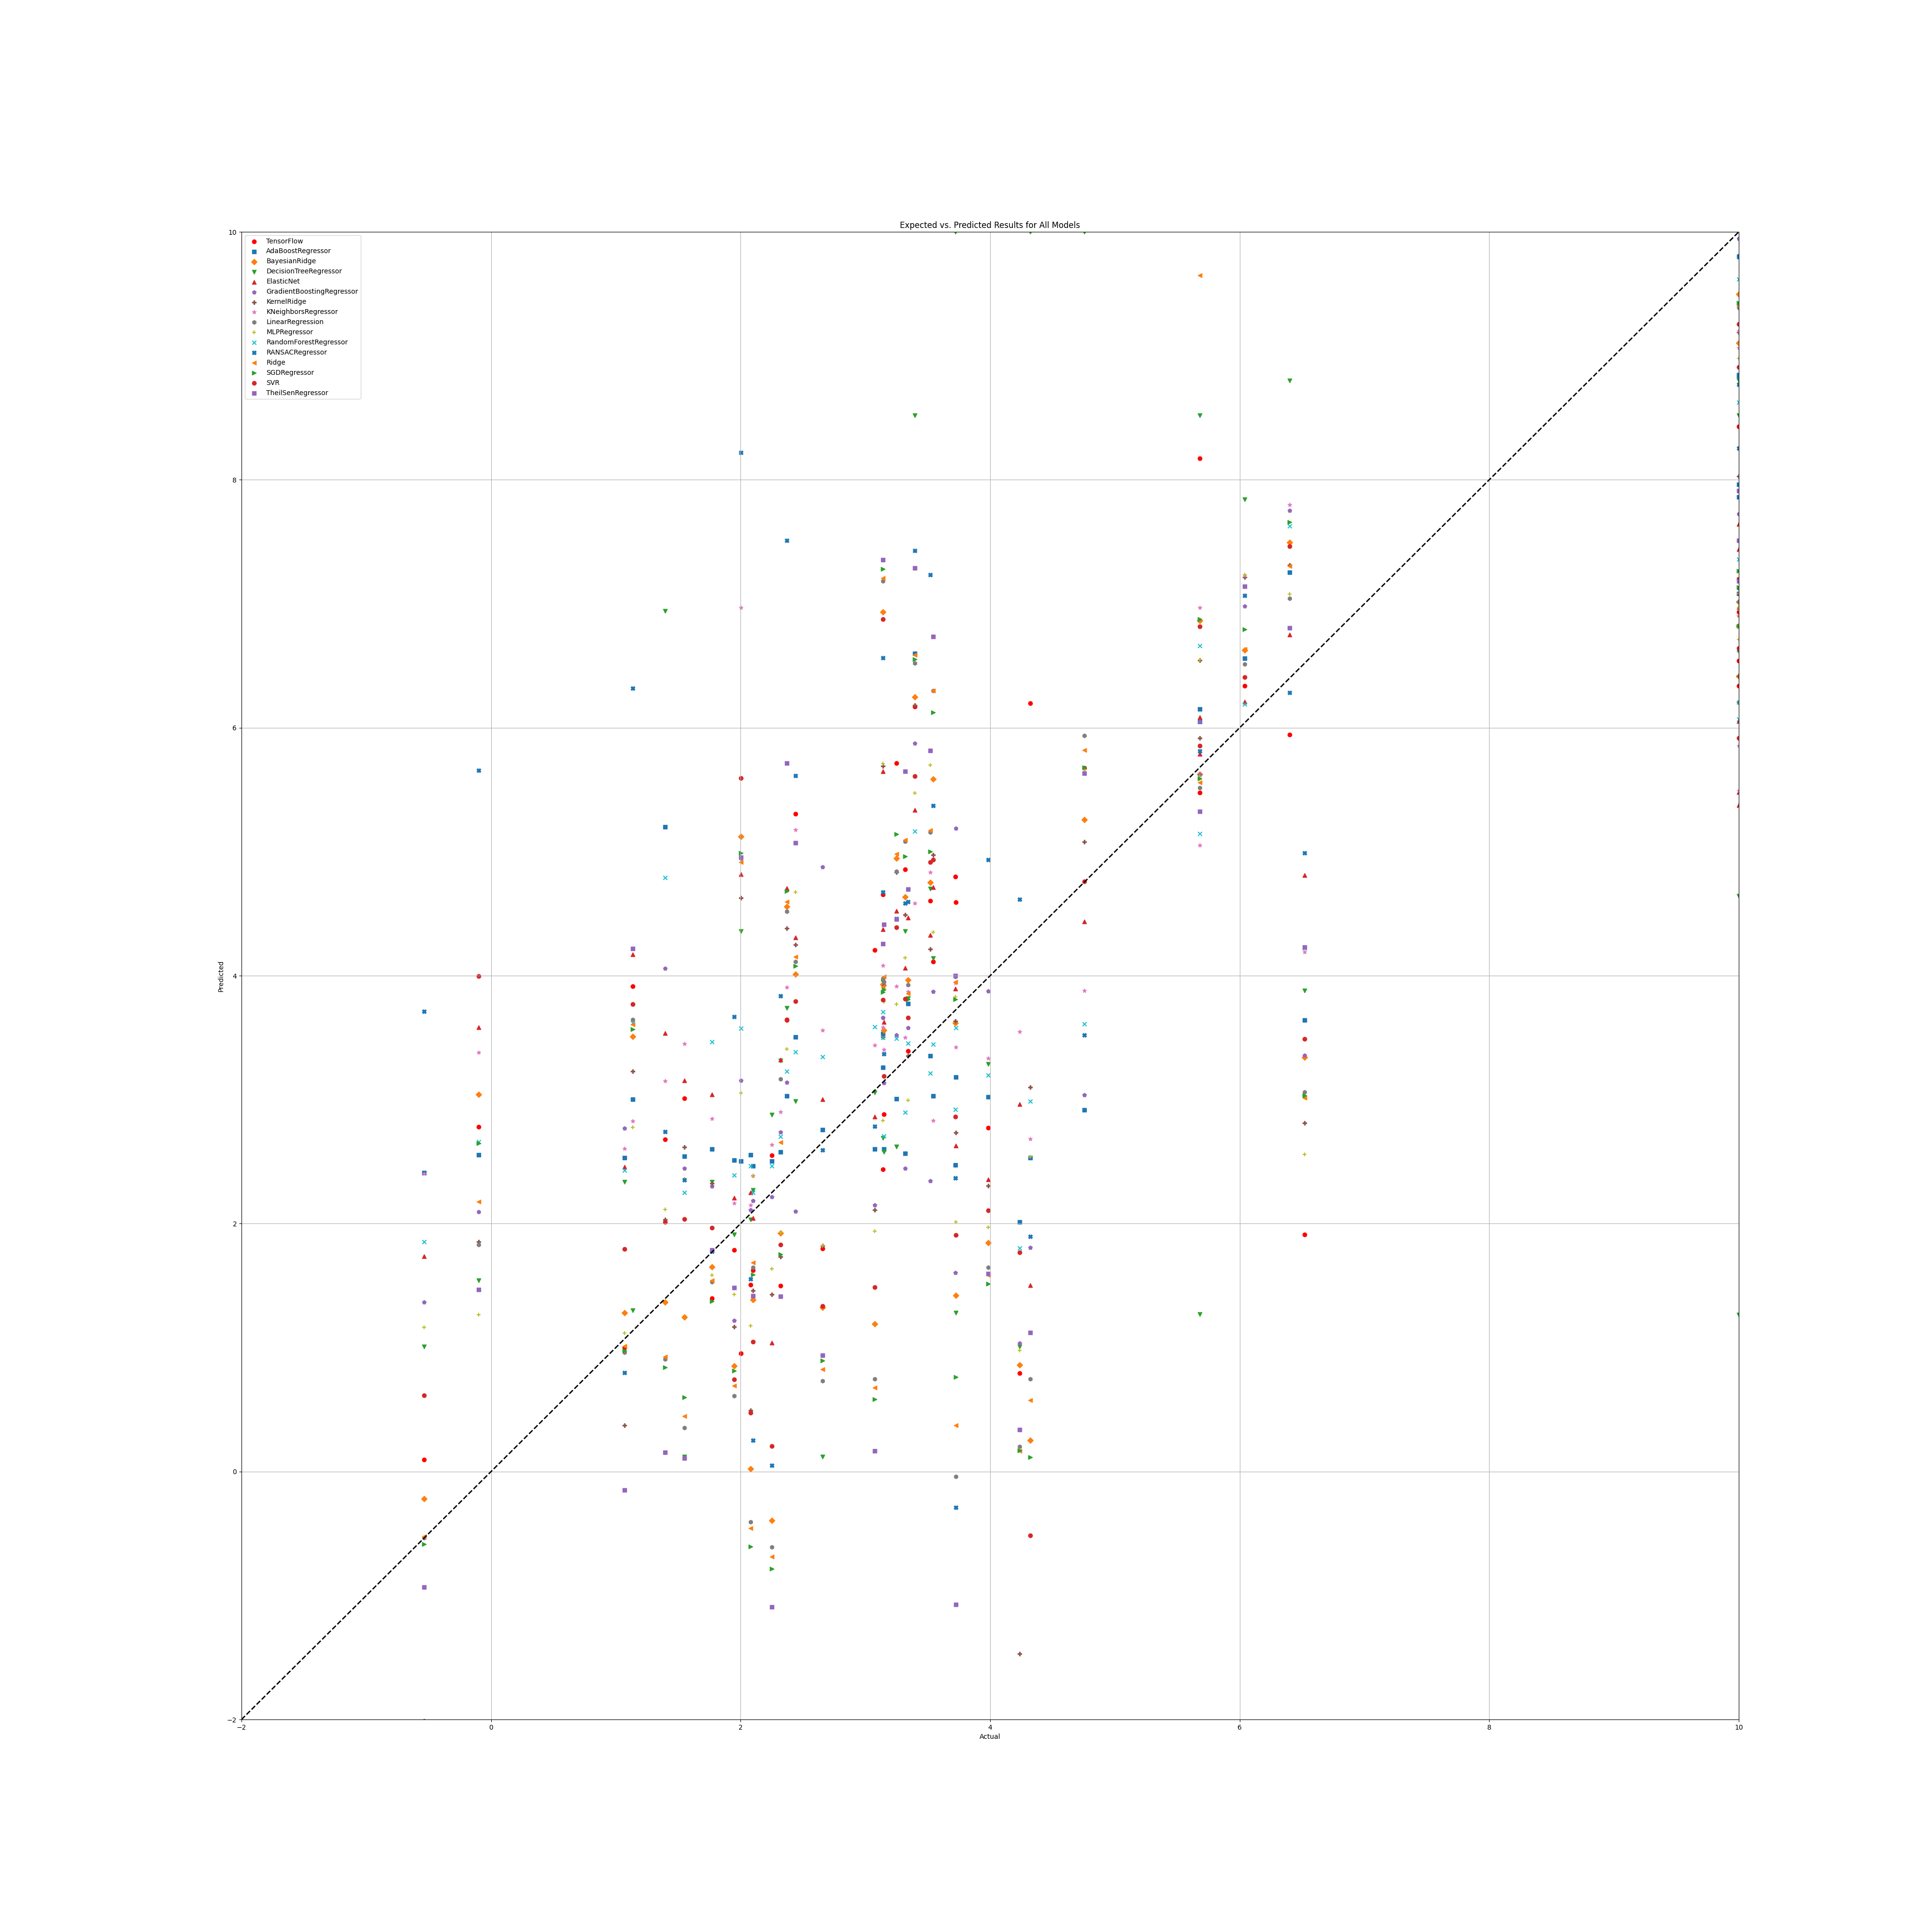 Expected vs. Predicted Results for All Models
10
TensorFlow
AdaBoostRegressor
BayesianRidge
DecisionTreeRegressor
ElasticNet
GradientBoostingRegressor
KernelRidge
KNeighborsRegressor
LinearRegression
MLPRegressor
RandomForestRegressor
RANSACRegressor
Ridge
SGDRegressor
SVR
TheilSenRegressor
8
6
4
Predicted
2
0
−2
−2 0 2 4 6 8 10
Actual